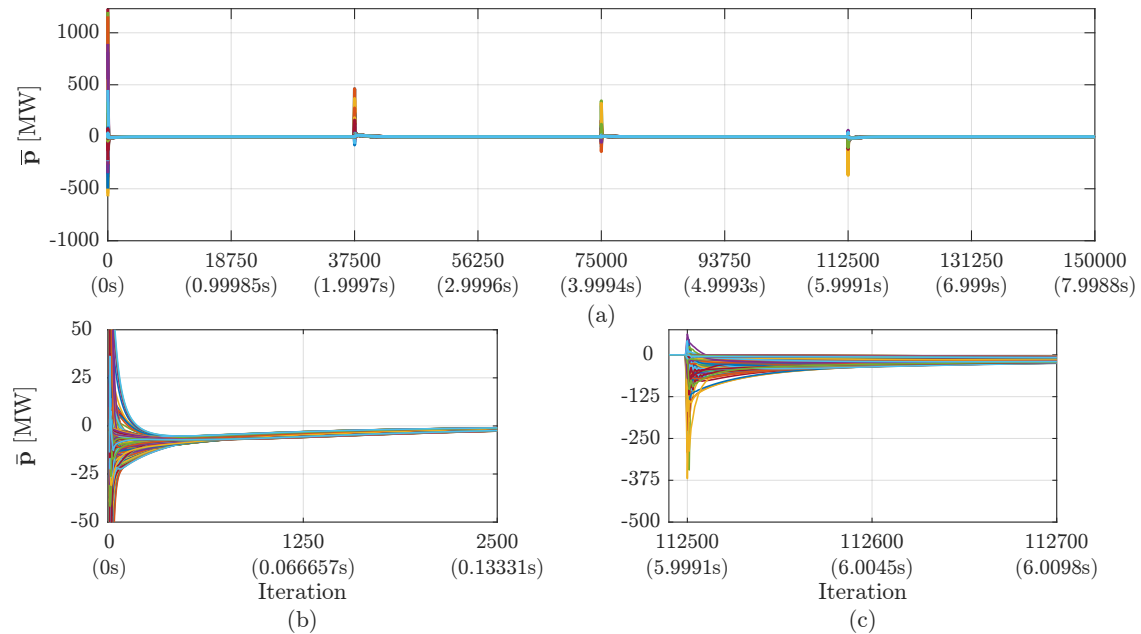 1000
500
0
-500
-1000
p̄ [MW]
0 18750 37500 56250 75000 93750 112500 131250 150000
(0s) (0.99985s) (1.9997s) (2.9996s) (3.9994s) (4.9993s) (5.9991s) (6.999s) (7.9988s)
(a)
50
25
0
-25
-50
p̄ [MW]
0 1250 2500
(0s) (0.066657s) (0.13331s)
Iteration
(b)
0
-125
-250
-375
-500
112500 112600 112700
(5.9991s) (6.0045s) (6.0098s)
Iteration
(c)